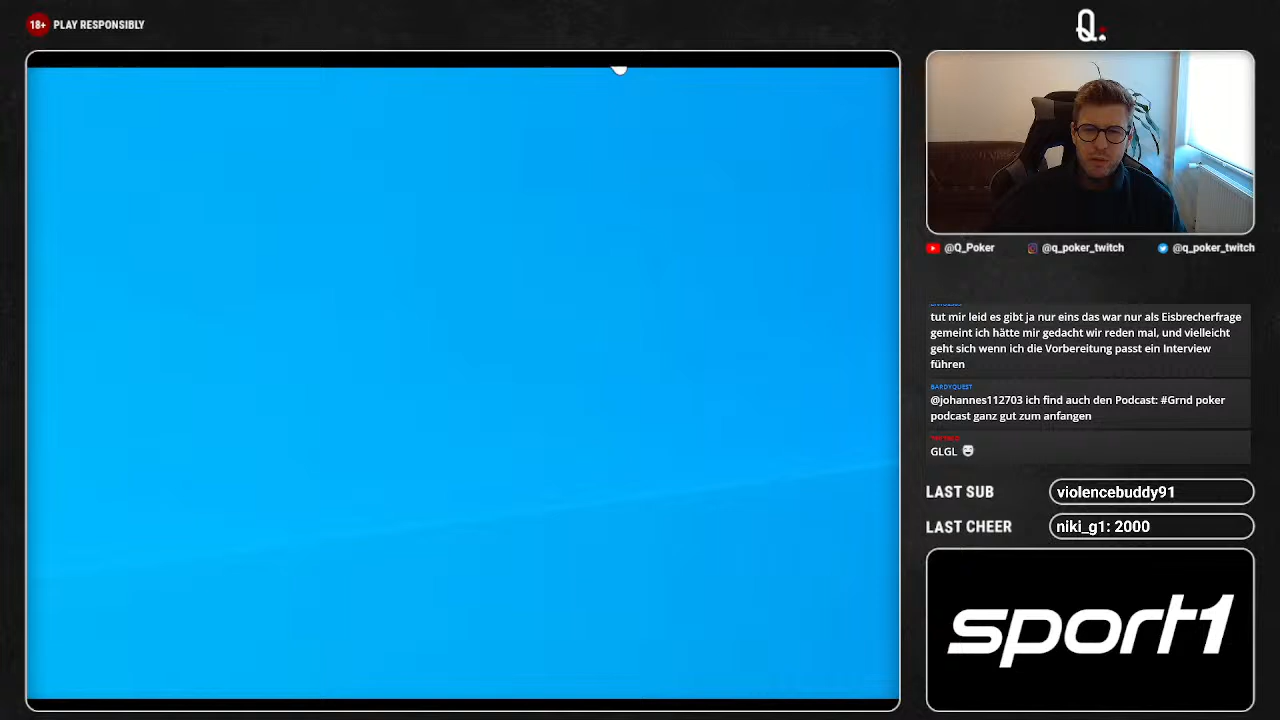 18+ PLAY RESPONSIBLY
Q.
@Q_Poker
@q_poker_twitch
@q_poker_twitch
tut mir leid es gibt ja nur eins das war nur als Eisbrecherfrage
gemeint ich hätte mir gedacht wir reden mal, und vielleicht
geht sich wenn ich die Vorbereitung passt ein Interview
führen
BARDYQUEST
@johannes112703 ich find auch den Podcast: #Grnd poker
podcast ganz gut zum anfangen
GLGL
LAST SUB violencebuddy91
LAST CHEER niki_g1: 2000
sport1